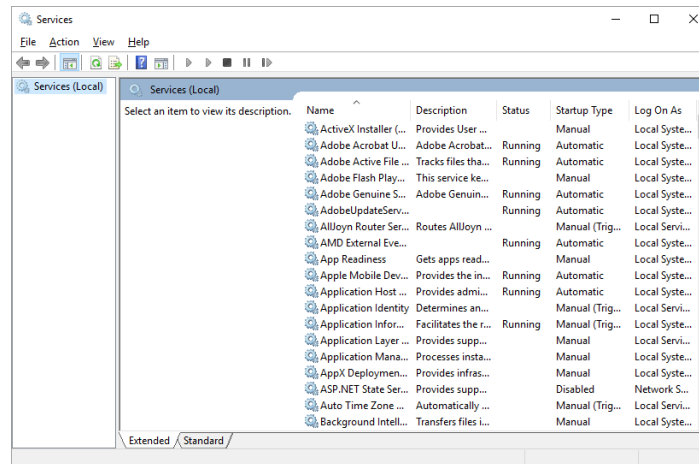 Services
File Action View Help
Services (Local)
Services (Local)
Select an item to view its description.
Name Description Status Startup Type Log On As
ActiveX Installer (... Provides User ... Manual Local Syste...
Adobe Acrobat U... Adobe Acrobat... Running Automatic Local Syste...
Adobe Active File ... Tracks files tha... Running Automatic Local Syste...
Adobe Flash Play... This service ke... Manual Local Syste...
Adobe Genuine S... Adobe Genuin... Running Automatic Local Syste...
AdobeUpdateServ... Running Automatic Local Syste...
AllJoyn Router Ser... Routes AllJoyn ... Manual (Trig... Local Servi...
AMD External Eve... Running Automatic Local Syste...
App Readiness Gets apps read... Manual Local Syste...
Apple Mobile Dev... Provides the in... Running Automatic Local Syste...
Application Host ... Provides admi... Running Automatic Local Syste...
Application Identity Determines an... Manual (Trig... Local Servi...
Application Infor... Facilitates the r... Running Manual (Trig... Local Syste...
Application Layer ... Provides supp... Manual Local Servi...
Application Mana... Processes insta... Manual Local Syste...
AppX Deploymen... Provides infras... Manual Local Syste...
ASP.NET State Ser... Provides supp... Disabled Network S...
Auto Time Zone ... Automatically ... Manual (Trig... Local Servi...
Background Intell... Transfers files i... Manual Local Syste...
Extended Standard